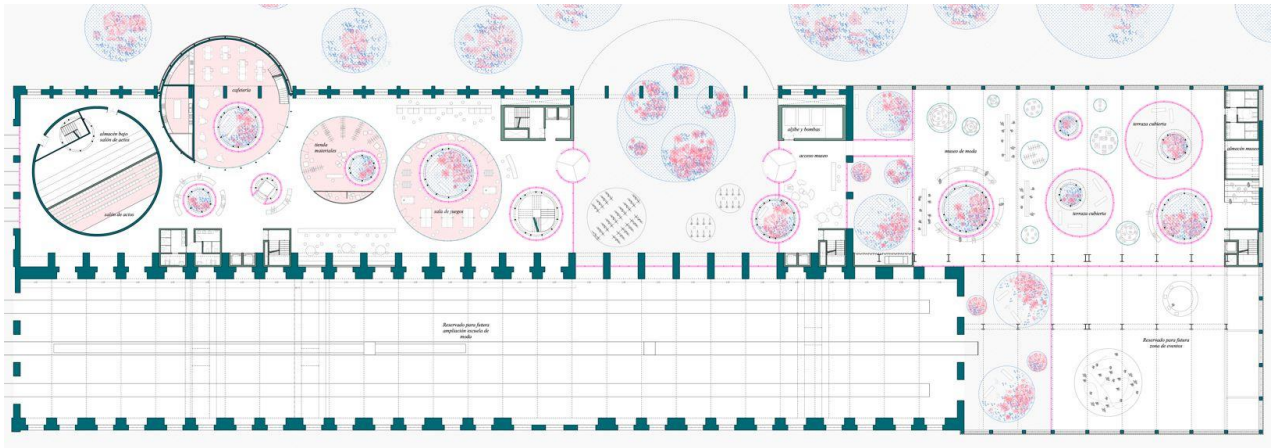 cafetería
almacén bajo
salón de actos
salón de actos
tienda
materiales
sala de juegos
aljibe y bombas
acceso museo
museo de moda
terraza cubierta
terraza cubierta
almacén museo
Reservado para futura
ampliación escuela de
moda
Reservado para futura
zona de eventos